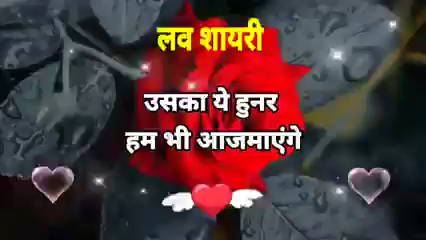 लव शायरी
उसका ये हुनर
हम भी आजमाएंगे